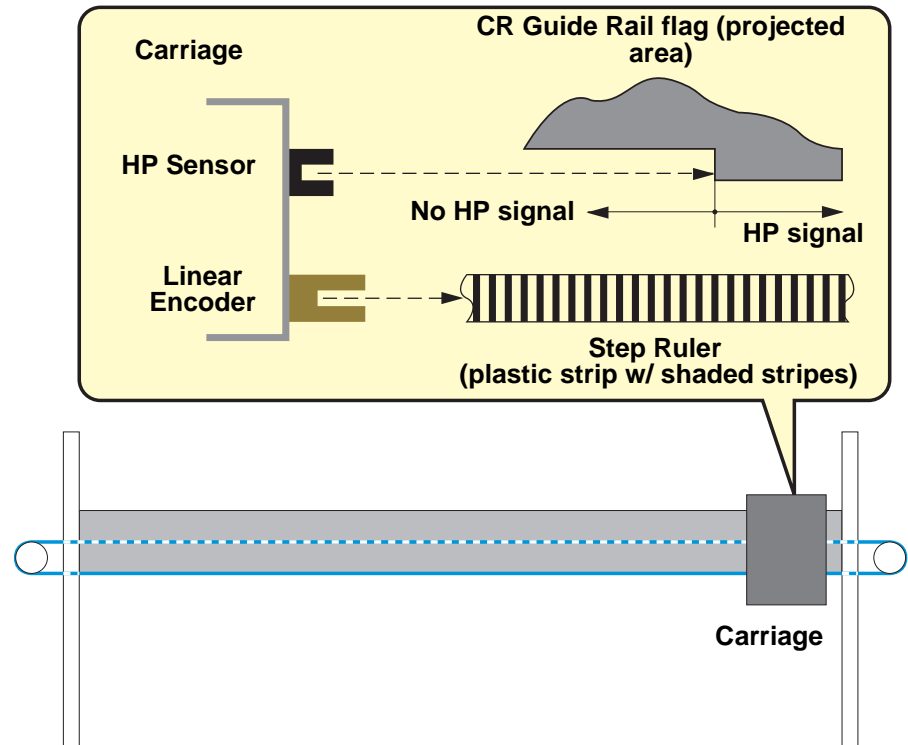 CR Guide Rail flag (projected
area)
Carriage
HP Sensor
No HP signal
HP signal
Linear
Encoder
Step Ruler
(plastic strip w/ shaded stripes)
Carriage